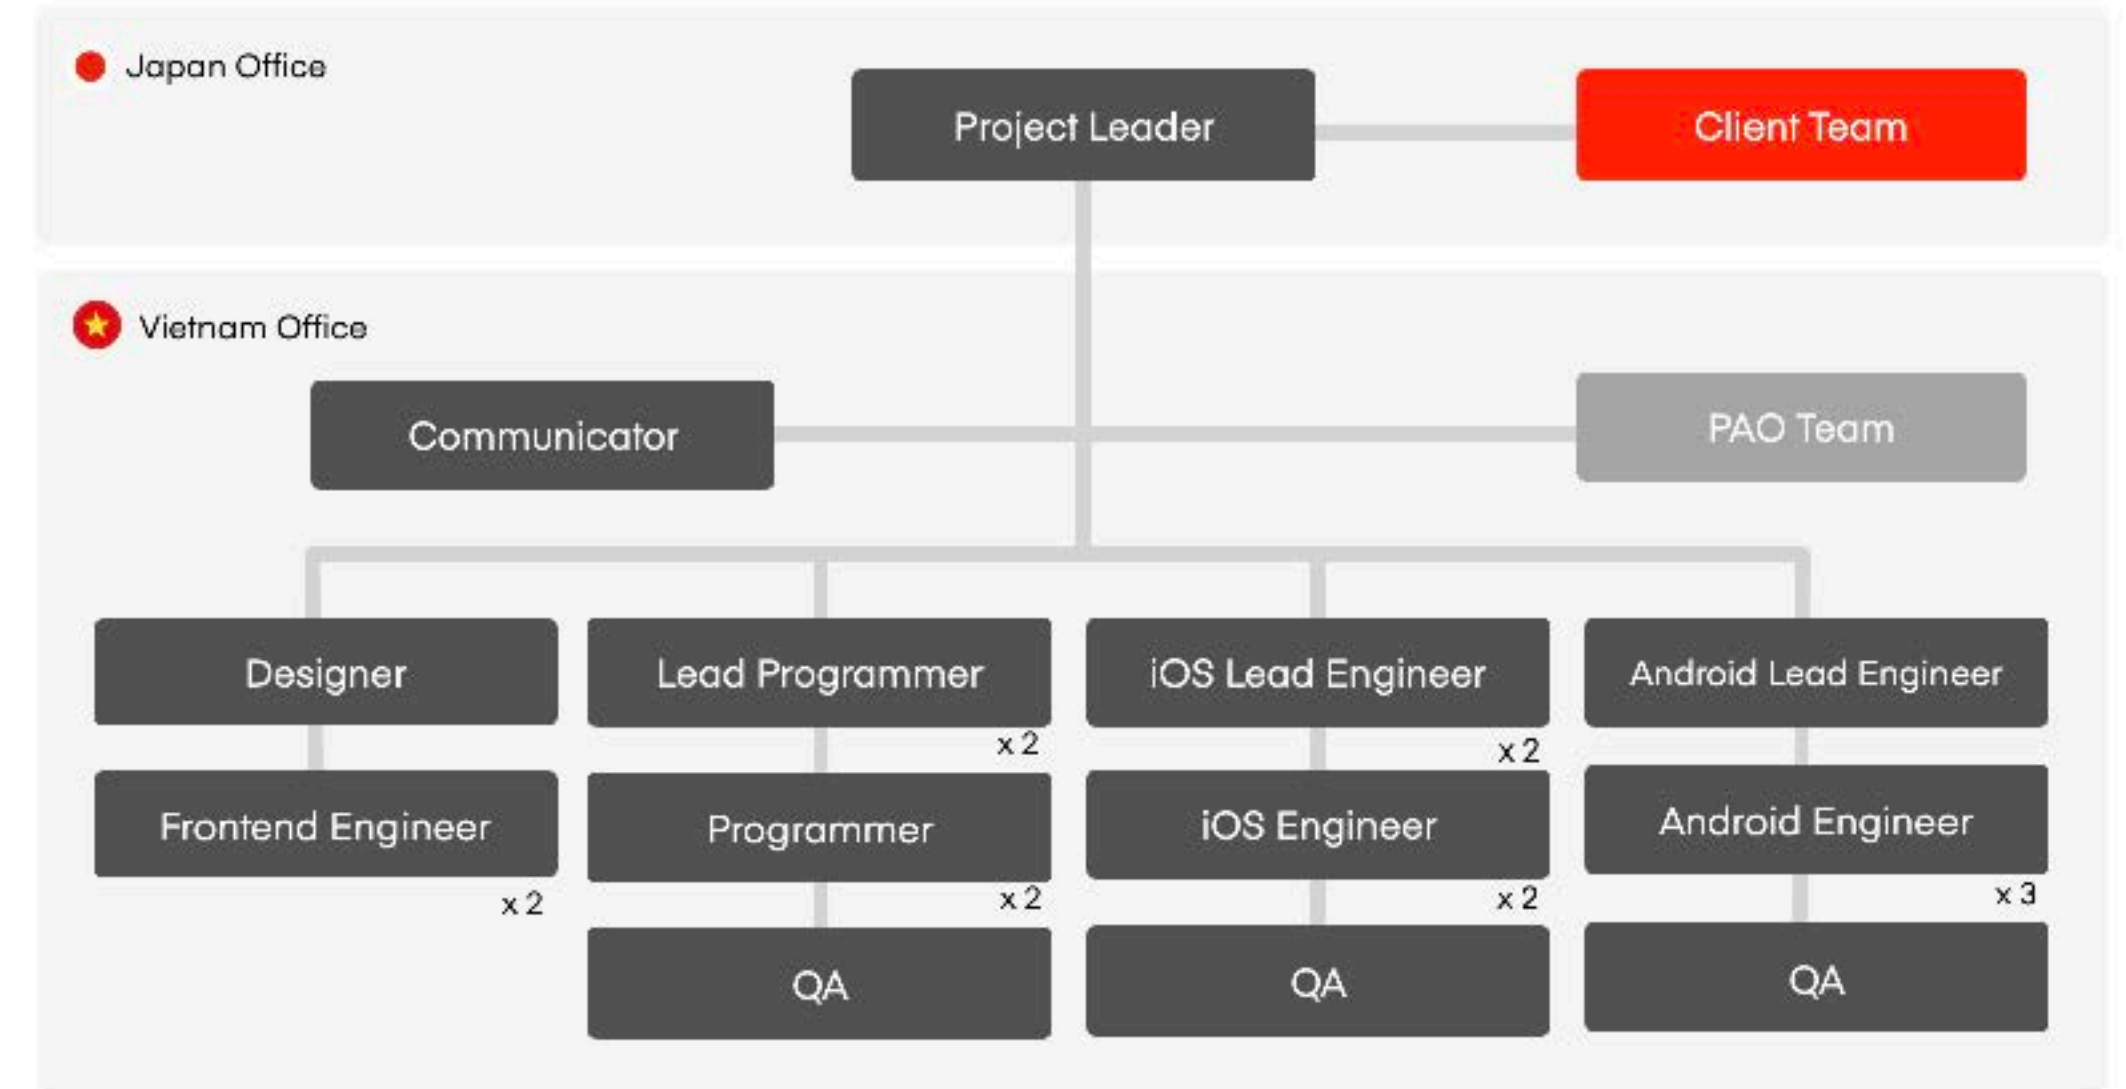 Japan Office
Project Leader
Client Team
Vietnam Office
Communicator
PAO Team
Designer
Lead Programmer
iOS Lead Engineer
Android Lead Engineer
x 2
x 2
Frontend Engineer
Programmer
iOS Engineer
Android Engineer
x 2
x 2
x 2
x 3
QA
QA
QA